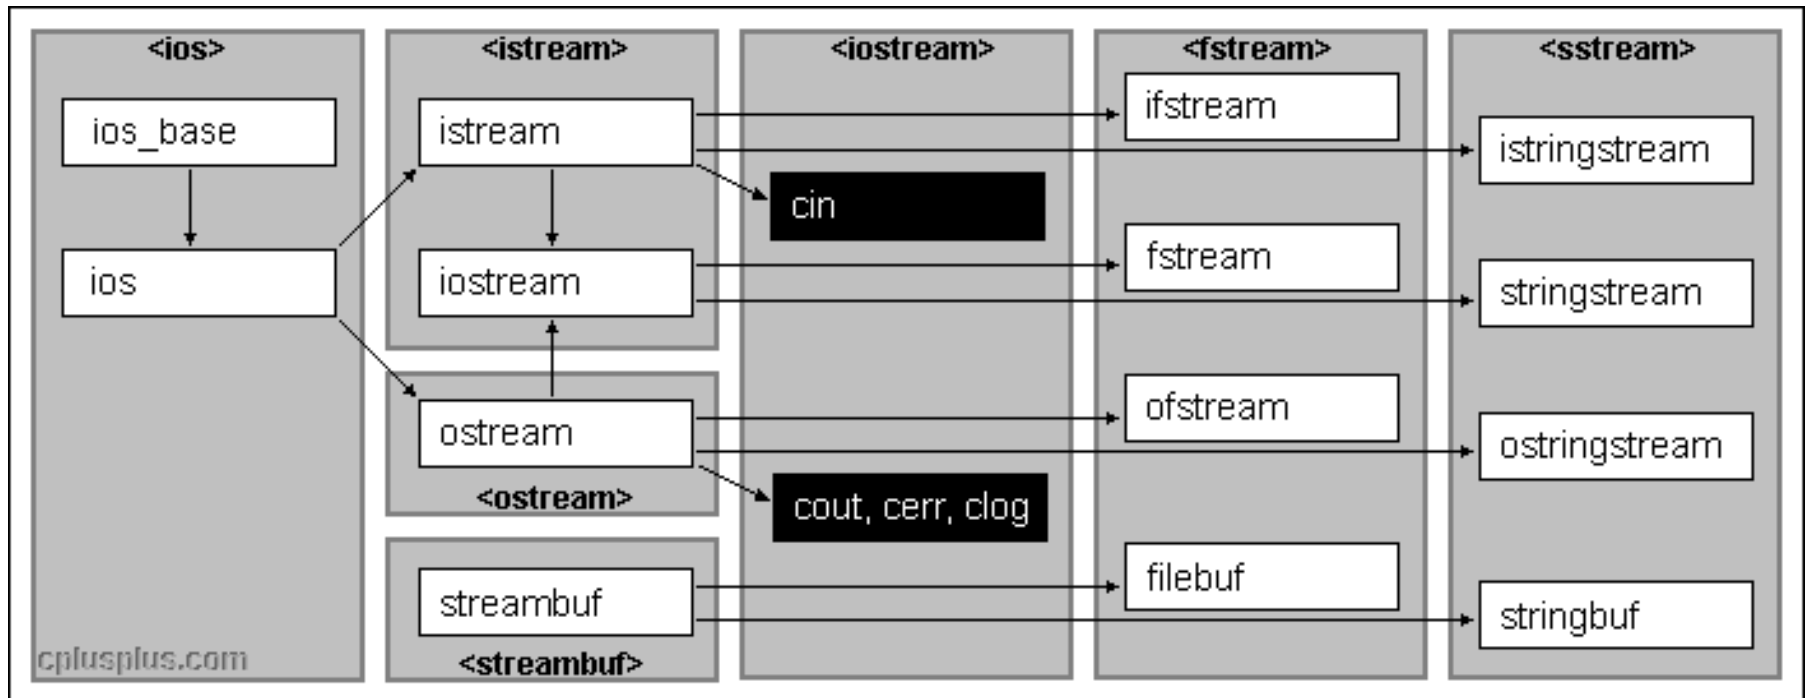 <ios>
ios_base
ios
cplusplus.com
<istream>
istream
iostream
ostream
<ostream>
streambuf
<streambuf>
<iostream>
cin
cout, cerr, clog
<fstream>
ifstream
fstream
ofstream
filebuf
<sstream>
istringstream
stringstream
ostringstream
stringbuf